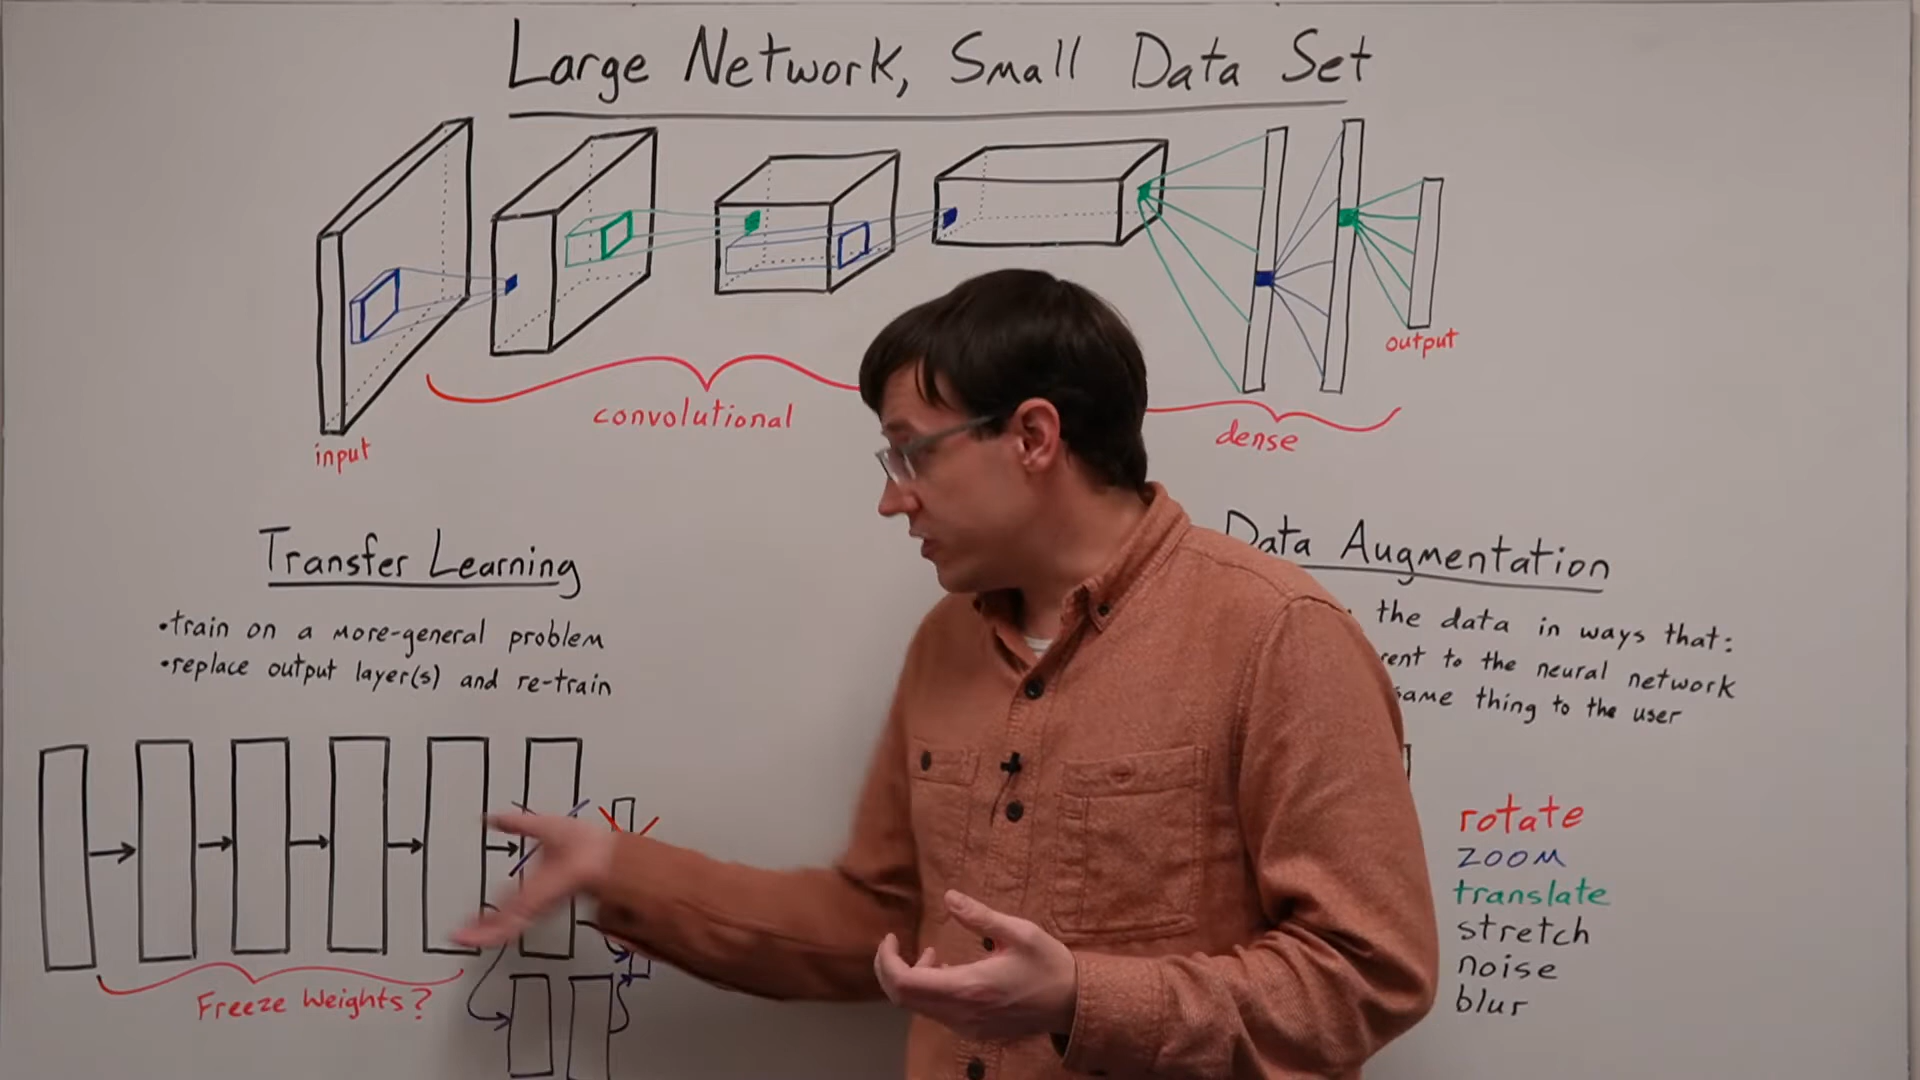 Large Network, Small Data Set
input
convolutional
dense
output
Transfer Learning
•train on a more-general problem
•replace output layer(s) and re-train
Freeze Weights?
Data Augmentation
the data in ways that:
to the neural network
same thing to the user
rotate
zoom
translate
stretch
noise
blur